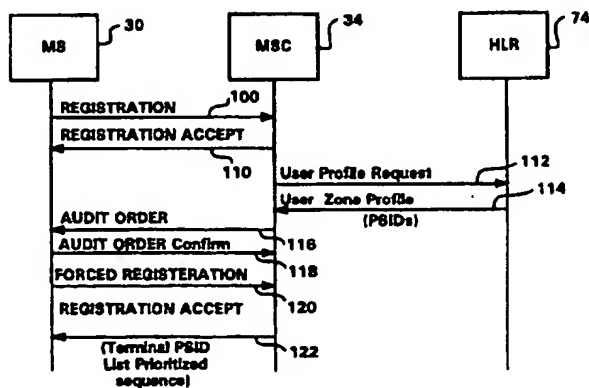 30
34
74
MS
MSC
HLR
REGISTRATION
100
REGISTRATION ACCEPT
110
User Profile Request
112
114
User Zone Profile
(PSIDs)
AUDIT ORDER
116
AUDIT ORDER Confirm
118
FORCED REGISTERATION
120
REGISTRATION ACCEPT
122
(Terminal PSID
List Prioritized
sequence)